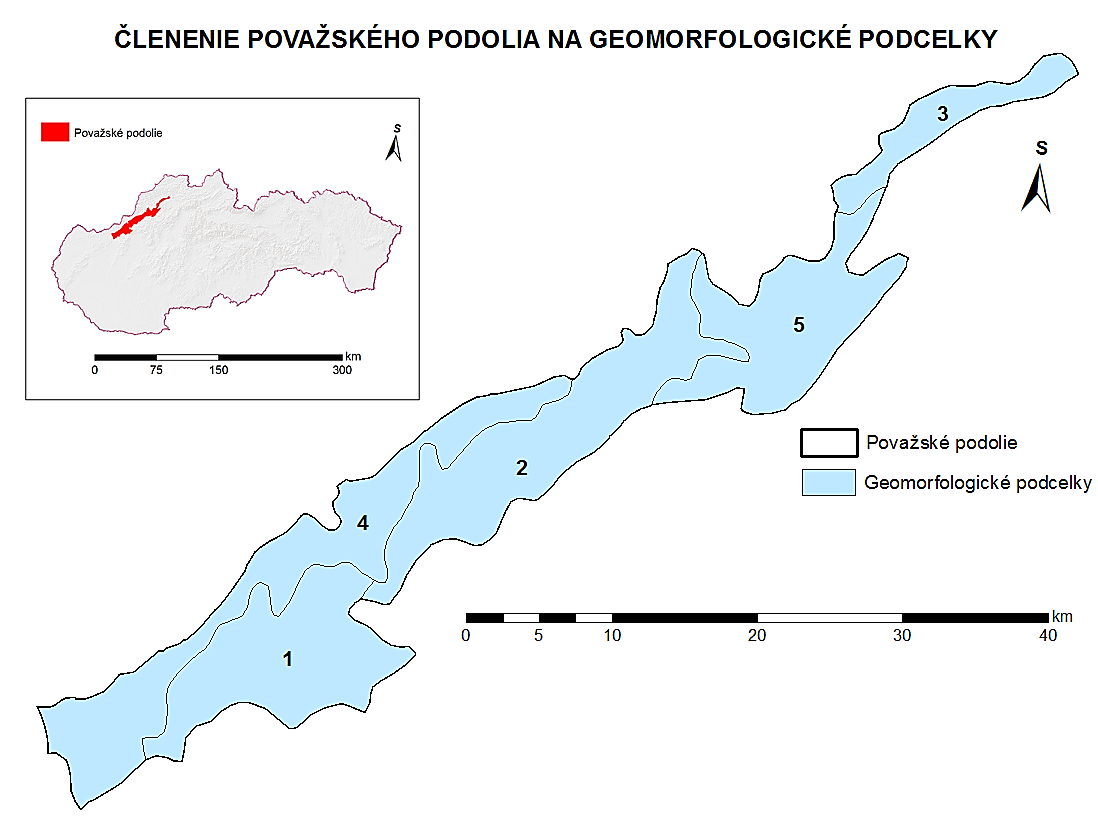 ČLENENIE POVAŽSKÉHO PODOLIA NA GEOMORFOLOGICKÉ PODCELKY
Považské podolie
S
km
0 75 150 300
3
S
5
Považské podolie
Geomorfologické podcelky
2
4
1
km
0 5 10 20 30 40